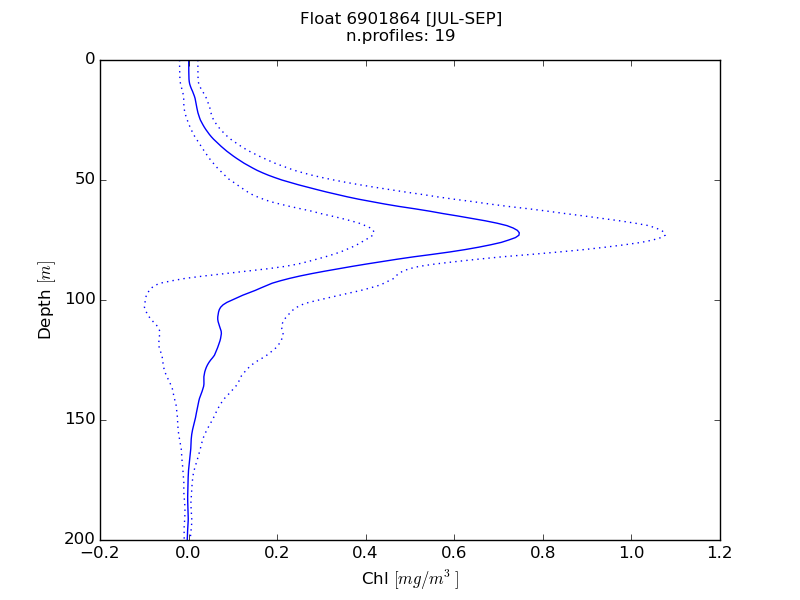 Float 6901864 [JUL-SEP]
n.profiles: 19
0
50
100
150
200
Depth [m]
−0.2 0.0 0.2 0.4 0.6 0.8 1.0 1.2
Chl [mg/m³ ]